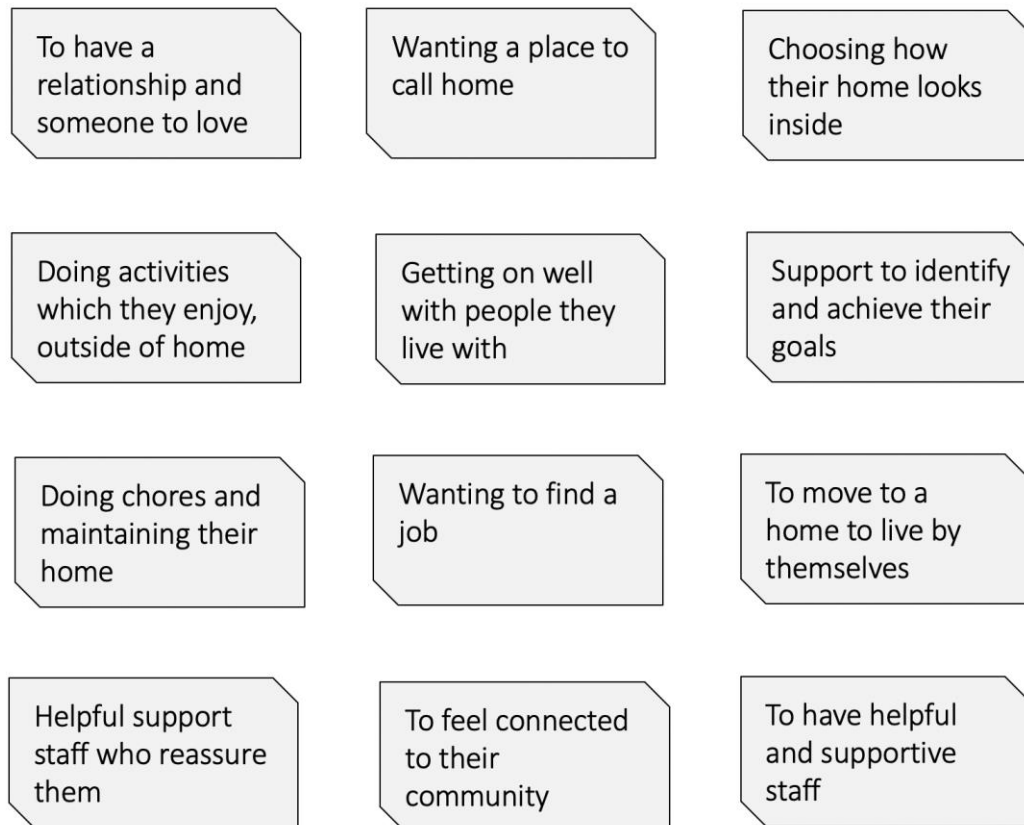 To have a
relationship and
someone to love
Wanting a place to
call home
Choosing how
their home looks
inside
Doing activities
which they enjoy,
outside of home
Getting on well
with people they
live with
Support to identify
and achieve their
goals
Doing chores and
maintaining their
home
Wanting to find a
job
To move to a
home to live by
themselves
Helpful support
staff who reassure
them
To feel connected
to their
community
To have helpful
and supportive
staff